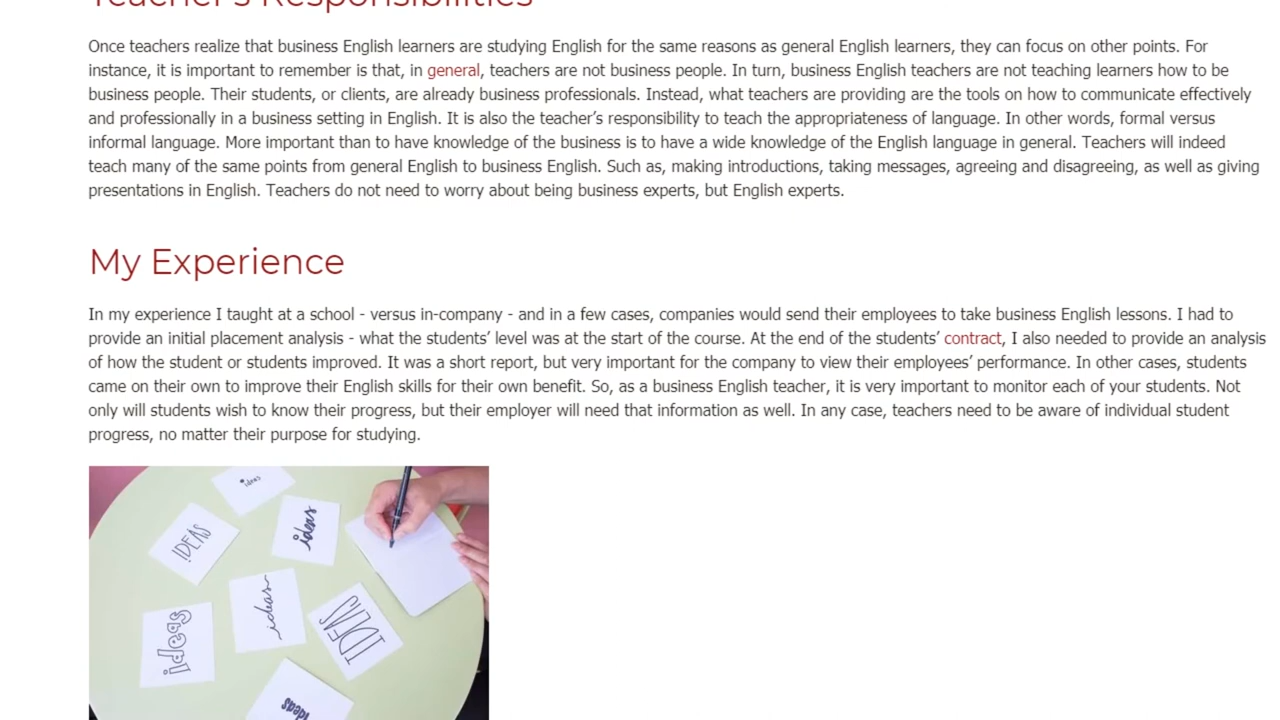 Teacher's Responsibilities
Once teachers realize that business English learners are studying English for the same reasons as general English learners, they can focus on other points. For
instance, it is important to remember is that, in general, teachers are not business people. In turn, business English teachers are not teaching learners how to be
business people. Their students, or clients, are already business professionals. Instead, what teachers are providing are the tools on how to communicate effectively
and professionally in a business setting in English. It is also the teacher’s responsibility to teach the appropriateness of language. In other words, formal versus
informal language. More important than to have knowledge of the business is to have a wide knowledge of the English language in general. Teachers will indeed
teach many of the same points from general English to business English. Such as, making introductions, taking messages, agreeing and disagreeing, as well as giving
presentations in English. Teachers do not need to worry about being business experts, but English experts.
My Experience
In my experience I taught at a school - versus in-company - and in a few cases, companies would send their employees to take business English lessons. I had to
provide an initial placement analysis - what the students’ level was at the start of the course. At the end of the students’ contract, I also needed to provide an analysis
of how the student or students improved. It was a short report, but very important for the company to view their employees’ performance. In other cases, students
came on their own to improve their English skills for their own benefit. So, as a business English teacher, it is very important to monitor each of your students. Not
only will students wish to know their progress, but their employer will need that information as well. In any case, teachers need to be aware of individual student
progress, no matter their purpose for studying.
ideas
IDEAS
ideas
ideas
IDEAS
ideas
ideas